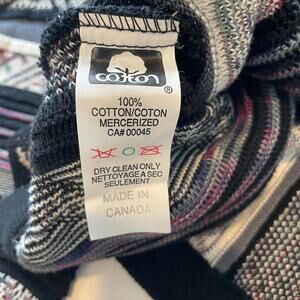 cotton
®
100%
COTTON/COTON
MERCERIZED
CA# 00045
DRY CLEAN ONLY
NETTOYAGE A SEC
SEULEMENT
MADE IN
CANADA